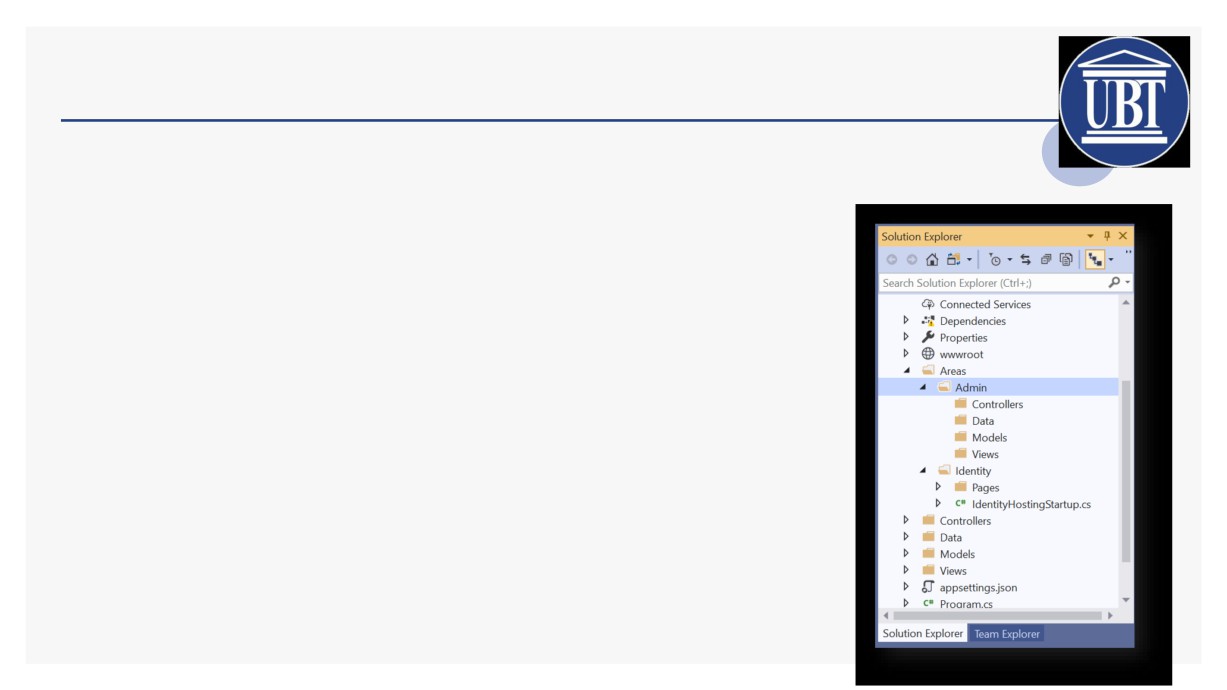 UBT
Solution Explorer
Search Solution Explorer (Ctrl+;)
Connected Services
Dependencies
Properties
wwwroot
Areas
Admin
Controllers
Data
Models
Views
Identity
Pages
C# IdentityHostingStartup.cs
Controllers
Data
Models
Views
appsettings.json
C# Program.cs
Solution Explorer Team Explorer